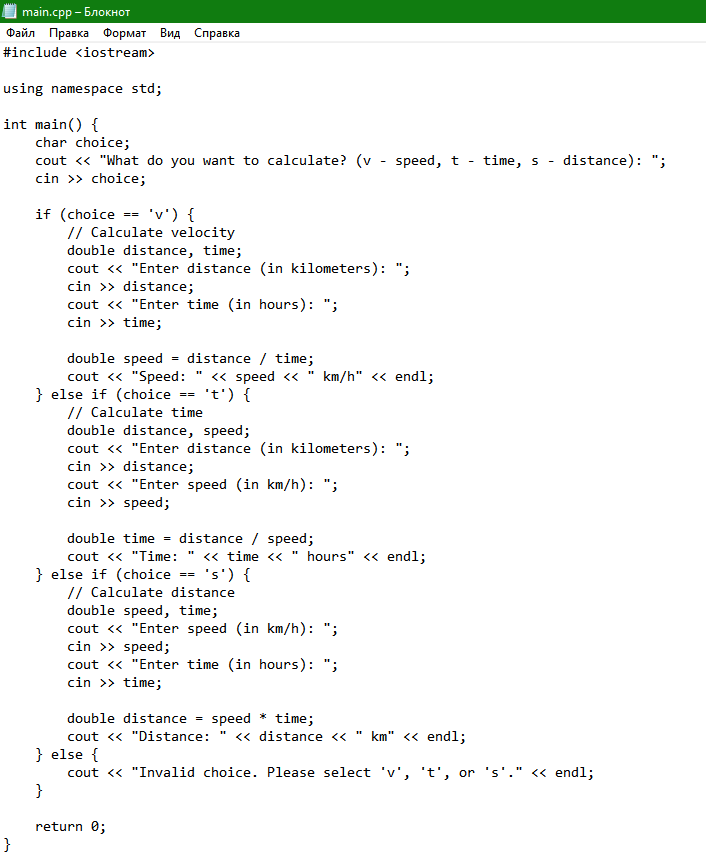 main.cpp – Блокнот
Файл Правка Формат Вид Справка
#include <iostream>

using namespace std;

int main() {
    char choice;
    cout << "What do you want to calculate? (v - speed, t - time, s - distance): ";
    cin >> choice;

    if (choice == 'v') {
        // Calculate velocity
        double distance, time;
        cout << "Enter distance (in kilometers): ";
        cin >> distance;
        cout << "Enter time (in hours): ";
        cin >> time;

        double speed = distance / time;
        cout << "Speed: " << speed << " km/h" << endl;
    } else if (choice == 't') {
        // Calculate time
        double distance, speed;
        cout << "Enter distance (in kilometers): ";
        cin >> distance;
        cout << "Enter speed (in km/h): ";
        cin >> speed;

        double time = distance / speed;
        cout << "Time: " << time << " hours" << endl;
    } else if (choice == 's') {
        // Calculate distance
        double speed, time;
        cout << "Enter speed (in km/h): ";
        cin >> speed;
        cout << "Enter time (in hours): ";
        cin >> time;

        double distance = speed * time;
        cout << "Distance: " << distance << " km" << endl;
    } else {
        cout << "Invalid choice. Please select 'v', 't', or 's'." << endl;
    }

    return 0;
}